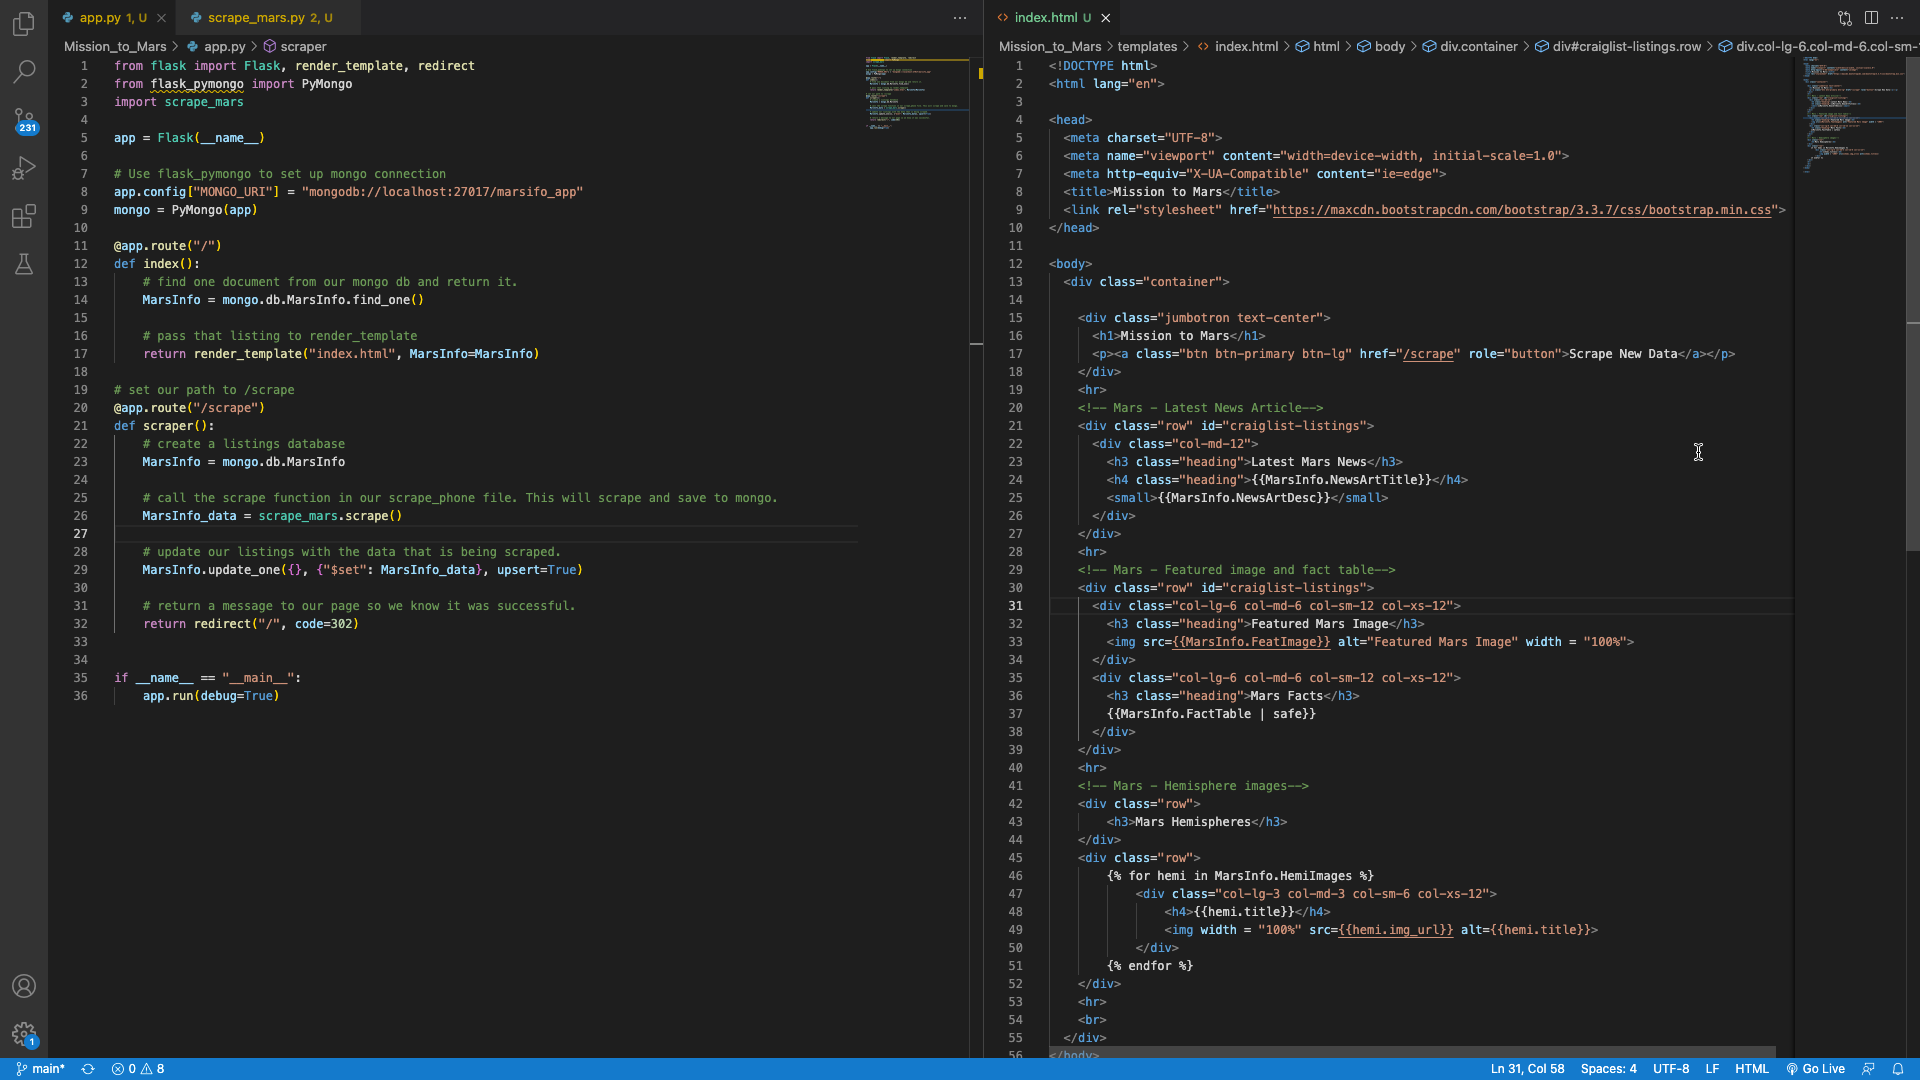 app.py 1, U
scrape_mars.py 2, U
Mission_to_Mars > app.py > scraper
1 from flask import Flask, render_template, redirect
2 from flask_pymongo import PyMongo
3 import scrape_mars
4
5 app = Flask(__name__)
6
7 # Use flask_pymongo to set up mongo connection
8 app.config["MONGO_URI"] = "mongodb://localhost:27017/marsifo_app"
9 mongo = PyMongo(app)
10
11 @app.route("/")
12 def index():
13 # find one document from our mongo db and return it.
14 MarsInfo = mongo.db.MarsInfo.find_one()
15
16 # pass that listing to render_template
17 return render_template("index.html", MarsInfo=MarsInfo)
18
19 # set our path to /scrape
20 @app.route("/scrape")
21 def scraper():
22 # create a listings database
23 MarsInfo = mongo.db.MarsInfo
24
25 # call the scrape function in our scrape_phone file. This will scrape and save to mongo.
26 MarsInfo_data = scrape_mars.scrape()
27
28 # update our listings with the data that is being scraped.
29 MarsInfo.update_one({}, {"$set": MarsInfo_data}, upsert=True)
30
31 # return a message to our page so we know it was successful.
32 return redirect("/", code=302)
33
34
35 if __name__ == "__main__":
36 app.run(debug=True)
index.html U
Mission_to_Mars > templates > index.html > html > body > div.container > div#craiglist-listings.row > div.col-lg-6.col-md-6.col-sm-
1 <!DOCTYPE html>
2 <html lang="en">
3
4 <head>
5 <meta charset="UTF-8">
6 <meta name="viewport" content="width=device-width, initial-scale=1.0">
7 <meta http-equiv="X-UA-Compatible" content="ie=edge">
8 <title>Mission to Mars</title>
9 <link rel="stylesheet" href="https://maxcdn.bootstrapcdn.com/bootstrap/3.3.7/css/bootstrap.min.css">
10 </head>
11
12 <body>
13 <div class="container">
14
15 <div class="jumbotron text-center">
16 <h1>Mission to Mars</h1>
17 <p><a class="btn btn-primary btn-lg" href="/scrape" role="button">Scrape New Data</a></p>
18 </div>
19 <hr>
20 <!-- Mars - Latest News Article-->
21 <div class="row" id="craiglist-listings">
22 <div class="col-md-12">
23 <h3 class="heading">Latest Mars News</h3>
24 <h4 class="heading">{{MarsInfo.NewsArtTitle}}</h4>
25 <small>{{MarsInfo.NewsArtDesc}}</small>
26 </div>
27 </div>
28 <hr>
29 <!-- Mars - Featured image and fact table-->
30 <div class="row" id="craiglist-listings">
31 <div class="col-lg-6 col-md-6 col-sm-12 col-xs-12">
32 <h3 class="heading">Featured Mars Image</h3>
33 <img src={{MarsInfo.FeatImage}} alt="Featured Mars Image" width = "100%">
34 </div>
35 <div class="col-lg-6 col-md-6 col-sm-12 col-xs-12">
36 <h3 class="heading">Mars Facts</h3>
37 {{MarsInfo.FactTable | safe}}
38 </div>
39 </div>
40 <hr>
41 <!-- Mars - Hemisphere images-->
42 <div class="row">
43 <h3>Mars Hemispheres</h3>
44 </div>
45 <div class="row">
46 {% for hemi in MarsInfo.HemiImages %}
47 <div class="col-lg-3 col-md-3 col-sm-6 col-xs-12">
48 <h4>{{hemi.title}}</h4>
49 <img width = "100%" src={{hemi.img_url}} alt={{hemi.title}}>
50 </div>
51 {% endfor %}
52 </div>
53 <hr>
54 <br>
55 </div>
56 </body>
231
1
main* 0 8
Ln 31, Col 58 Spaces: 4 UTF-8 LF HTML Go Live